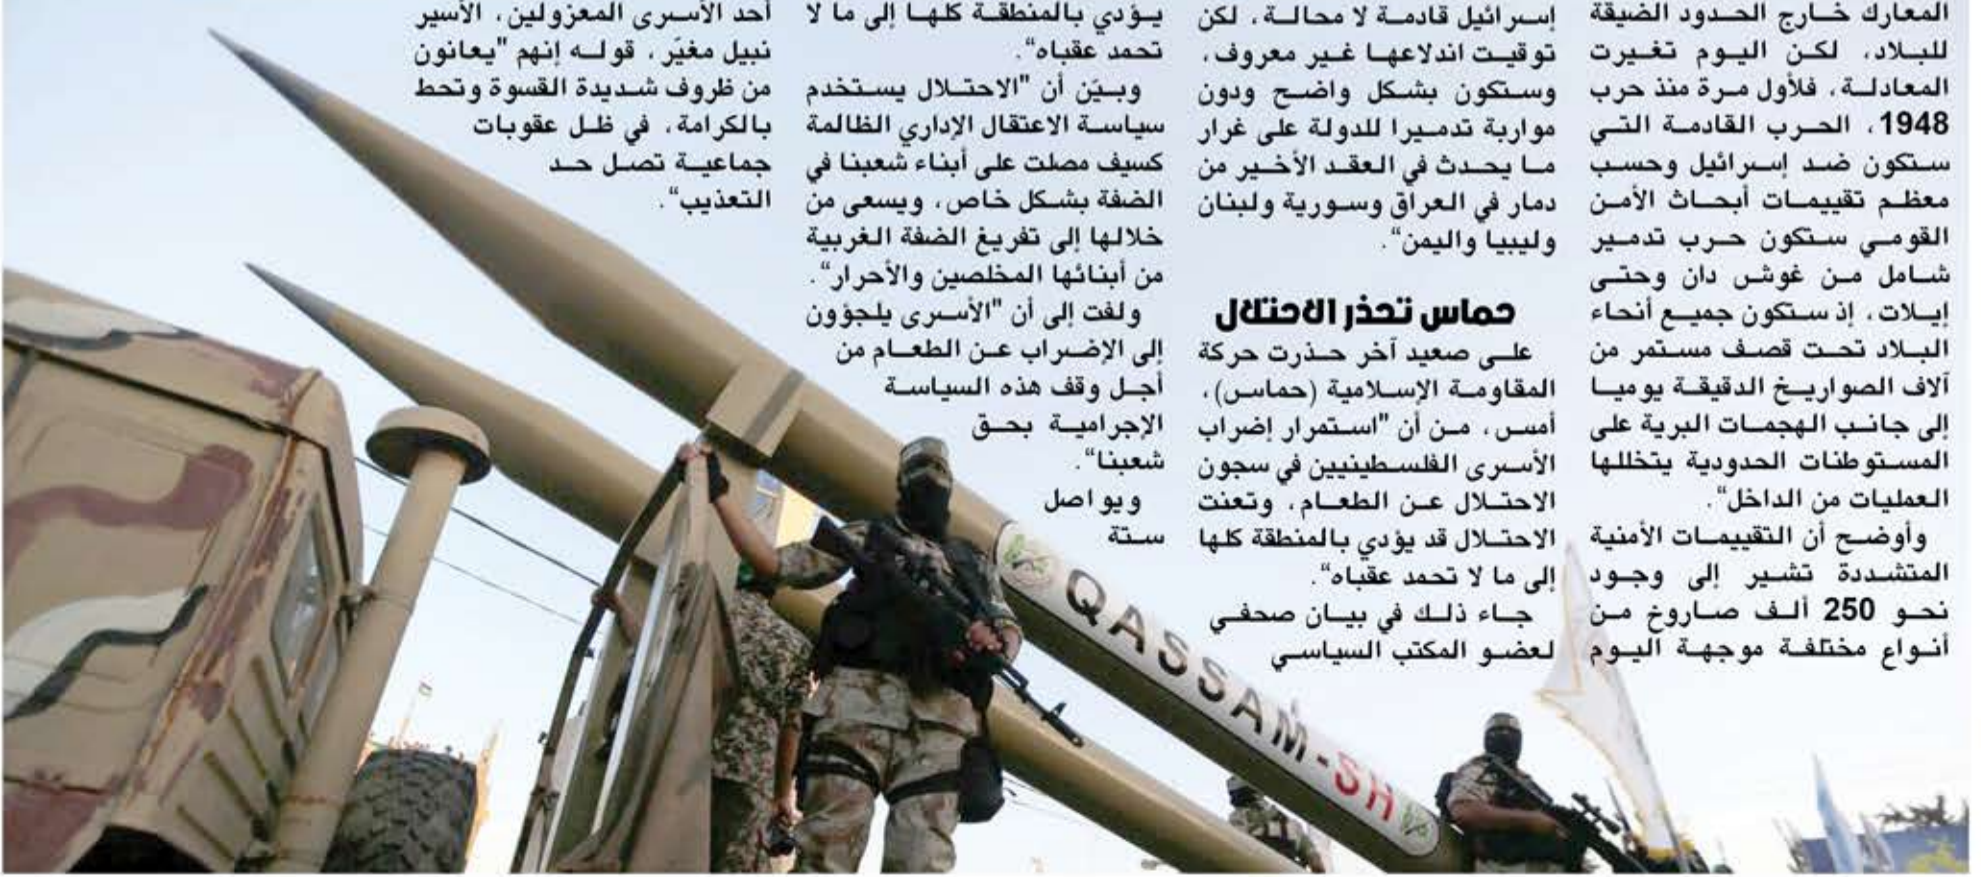 المعارك خارج الحدود الضيقة
للبلاد، لكن اليوم تغيرت
المعادلة، فلأول مرة منذ حرب
1948، الحرب القادمة التي
ستكون ضد إسرائيل وحسب
معظم تقييمات أبحاث الأمن
القومي ستكون حرب تدمير
شامل من غوش دان وحتى
إيلات، إذ ستكون جميع أنحاء
البلاد تحت قصف مستمر من
آلاف الصواريخ الدقيقة يوميا
إلى جانب الهجمات البرية على
المستوطنات الحدودية يتخللها
العمليات من الداخل“.
وأوضح أن التقييمات الأمنية
المتشددة تشير إلى وجود
نحو 250 ألف صاروخ من
أنواع مختلفة موجهة اليوم
إسرائيل قادمة لا محالة، لكن
توقيت اندلاعها غير معروف،
وستكون بشكل واضح ودون
مواربة تدميرا للدولة على غرار
ما يحدث في العقد الأخير من
دمار في العراق وسورية ولبنان
وليبيا واليمن“.
حماس تحذر الاحتلال
على صعيد آخر حذرت حركة
المقاومة الإسلامية (حماس)،
أمس، من أن "استمرار إضراب
الأسرى الفلسطينيين في سجون
الاحتلال عن الطعام، وتعنت
الاحتلال قد يؤدي بالمنطقة كلها
إلى ما لا تحمد عقباه“.
جاء ذلك في بيان صحفي
لعضو المكتب السياسي
يؤدي بالمنطقة كلها إلى ما لا
تحمد عقباه“.
وبيّن أن "الاحتلال يستخدم
سياسة الاعتقال الإداري الظالمة
كسيف مصلت على أبناء شعبنا في
الضفة بشكل خاص، ويسعى من
خلالها إلى تفريغ الضفة الغربية
من أبنائها المخلصين والأحرار“.
ولفت إلى أن "الأسرى يلجؤون
إلى الإضراب عن الطعام من
أجل وقف هذه السياسة
الإجرامية بحق
شعبنا“.
ويواصل
ستة
أحد الأسرى المعزولين، الأسير
نبيل مغيّر، قوله إنهم "يعانون
من ظروف شديدة القسوة وتحط
بالكرامة، في ظل عقوبات
جماعية تصل حد
التعذيب“.
QASSAM-SH